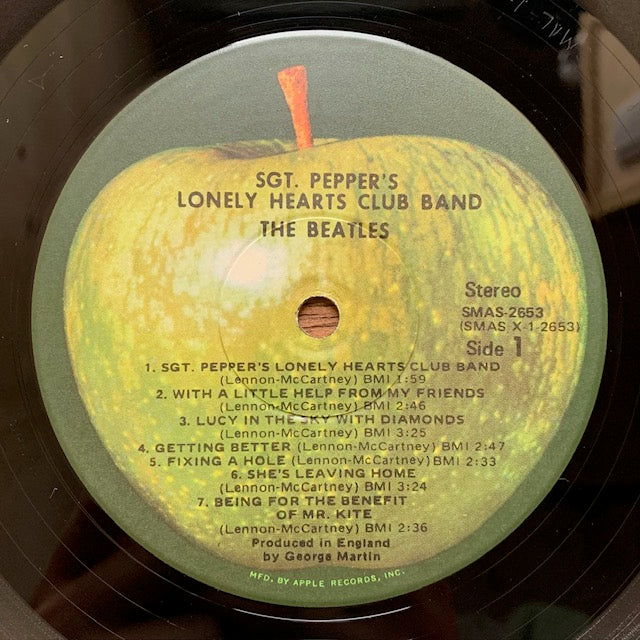 SGT. PEPPER'S
LONELY HEARTS CLUB BAND
THE BEATLES
Stereo
SMAS-2653
(SMAS X-1-2653)
Side 1
1. SGT. PEPPER'S LONELY HEARTS CLUB BAND
(Lennon-McCartney) BMI 1:59
2. WITH A LITTLE HELP FROM MY FRIENDS
(Lennon-McCartney) BMI 2:46
3. LUCY IN THE SKY WITH DIAMONDS
(Lennon-McCartney) BMI 3:25
4. GETTING BETTER (Lennon-McCartney) BMI 2:47
5. FIXING A HOLE (Lennon-McCartney) BMI 2:33
6. SHE'S LEAVING HOME
(Lennon-McCartney) BMI 3:24
7. BEING FOR THE BENEFIT
OF MR. KITE
(Lennon-McCartney) BMI 2:36
Produced in England
by George Martin
MFD. BY APPLE RECORDS, INC.